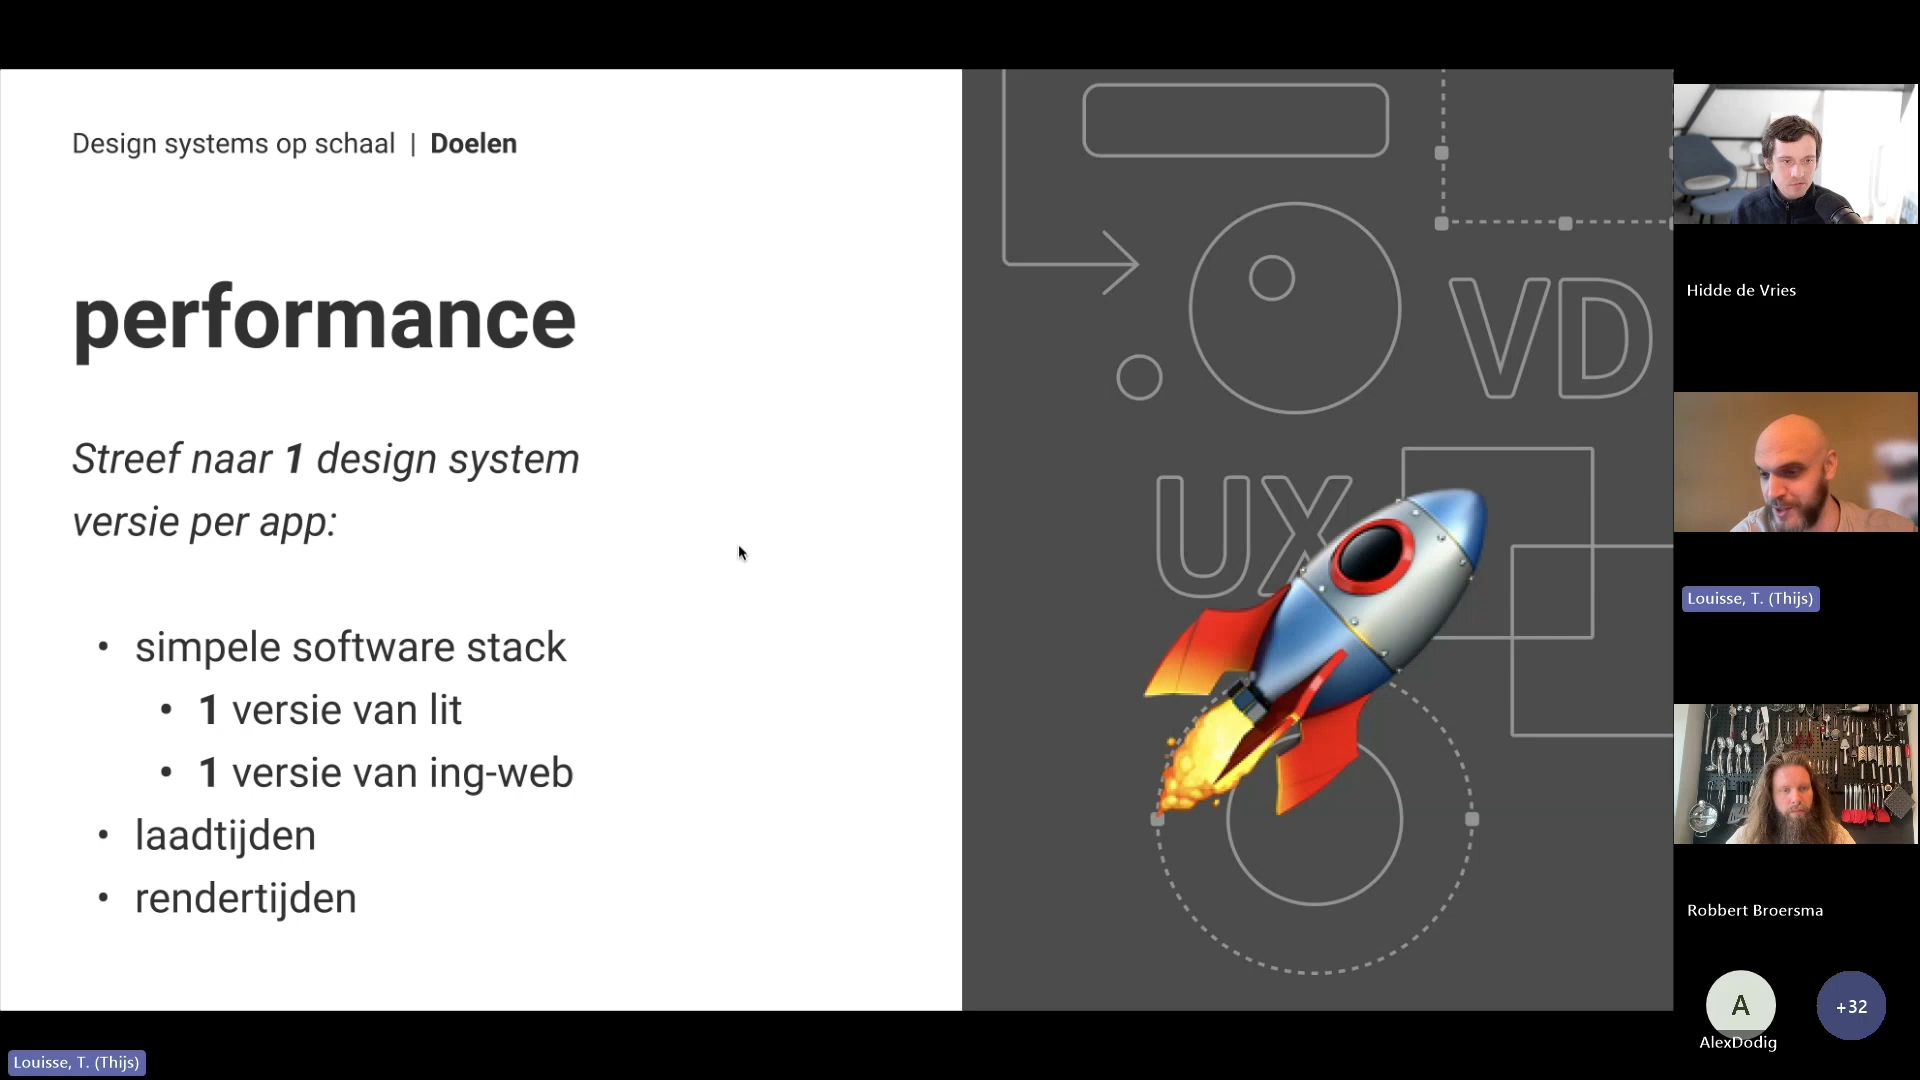 Design systems op schaal | Doelen
performance
Streef naar 1 design system
versie per app:
• simpele software stack
• 1 versie van lit
• 1 versie van ing-web
• laadtijden
• rendertijden
VD
UX
Hidde de Vries
Louisse, T. (Thijs)
Robbert Broersma
A
+32
AlexDodig
Louisse, T. (Thijs)